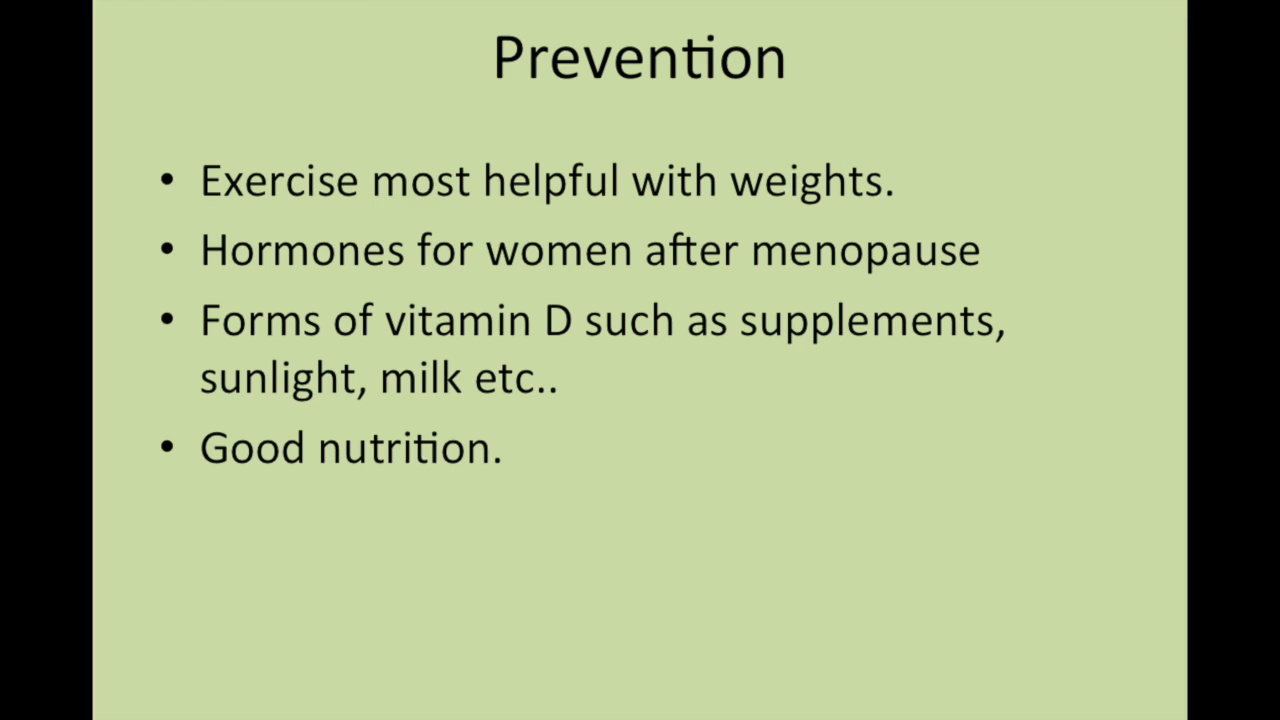 Prevention
• Exercise most helpful with weights.
• Hormones for women after menopause
• Forms of vitamin D such as supplements,
sunlight, milk etc..
• Good nutrition.